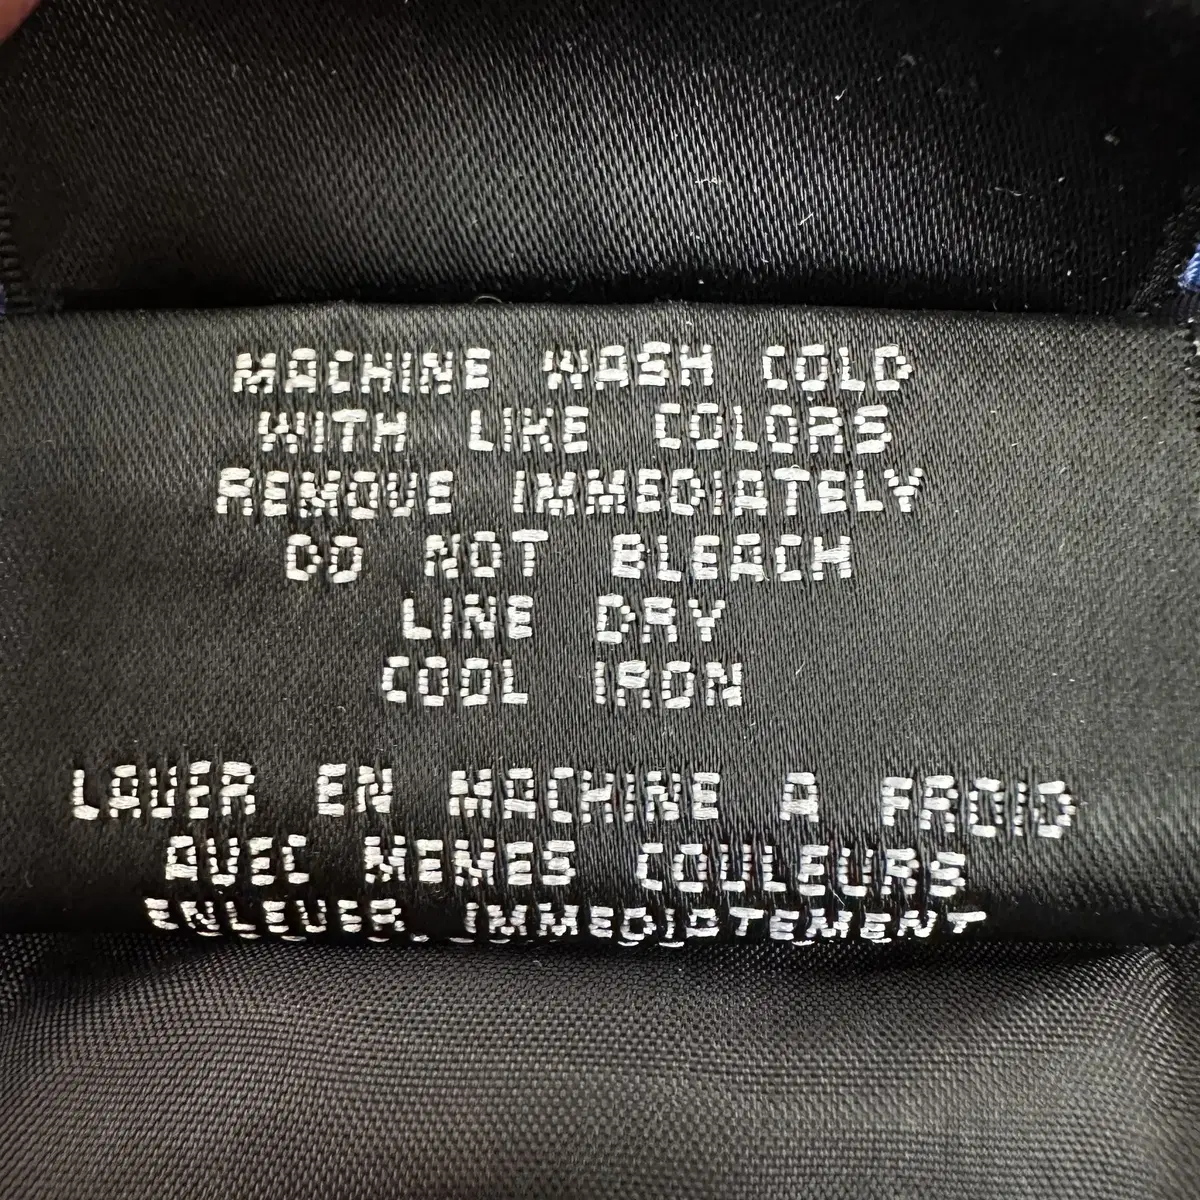 MACHINE WASH COLD
WITH LIKE COLORS
REMOVE IMMEDIATELY
DO NOT BLEACH
LINE DRY
COOL IRON
LAVER EN MACHINE A FROID
AVEC MEMES COULEURS
ENLEVER IMMEDIATEMENT